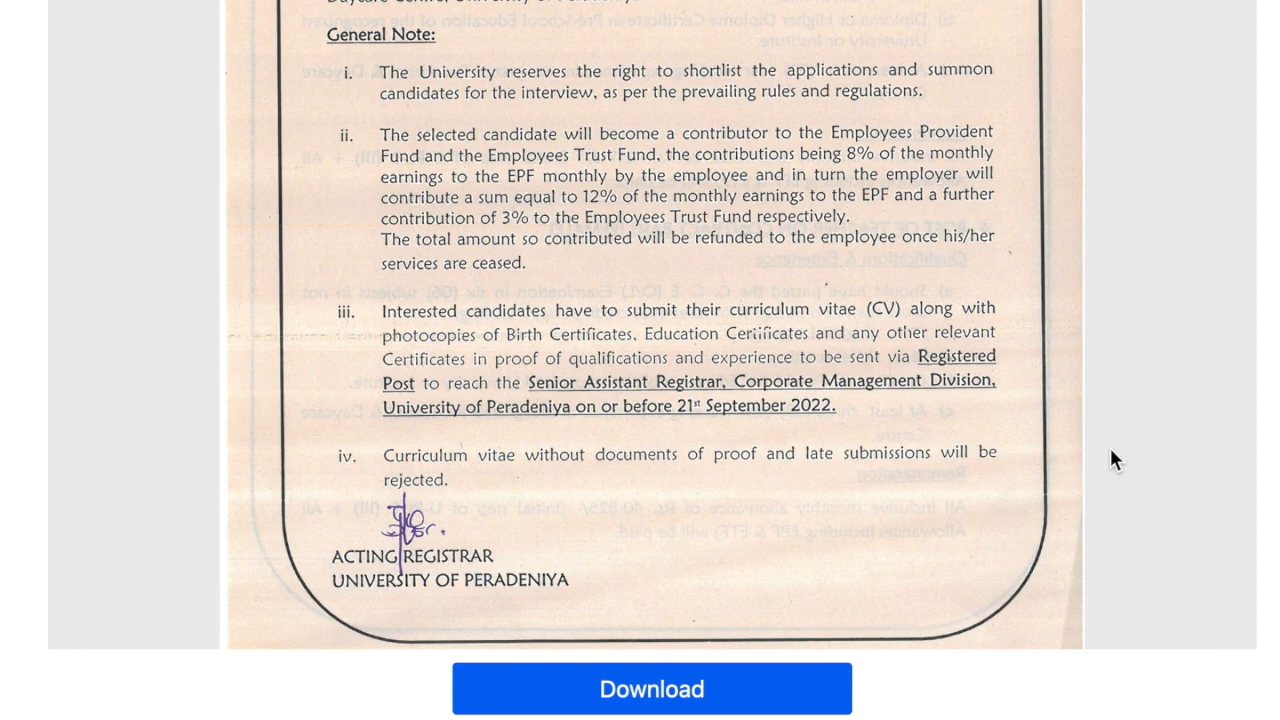 General Note:
i. The University reserves the right to shortlist the applications and summon
candidates for the interview, as per the prevailing rules and regulations.
ii. The selected candidate will become a contributor to the Employees Provident
Fund and the Employees Trust Fund, the contributions being 8% of the monthly
earnings to the EPF monthly by the employee and in turn the employer will
contribute a sum equal to 12% of the monthly earnings to the EPF and a further
contribution of 3% to the Employees Trust Fund respectively.
The total amount so contributed will be refunded to the employee once his/her
services are ceased.
iii. Interested candidates have to submit their curriculum vitae (CV) along with
photocopies of Birth Certificates, Education Certificates and any other relevant
Certificates in proof of qualifications and experience to be sent via Registered
Post to reach the Senior Assistant Registrar, Corporate Management Division,
University of Peradeniya on or before 21st September 2022.
iv. Curriculum vitae without documents of proof and late submissions will be
rejected.
ACTING REGISTRAR
UNIVERSITY OF PERADENIYA
Download